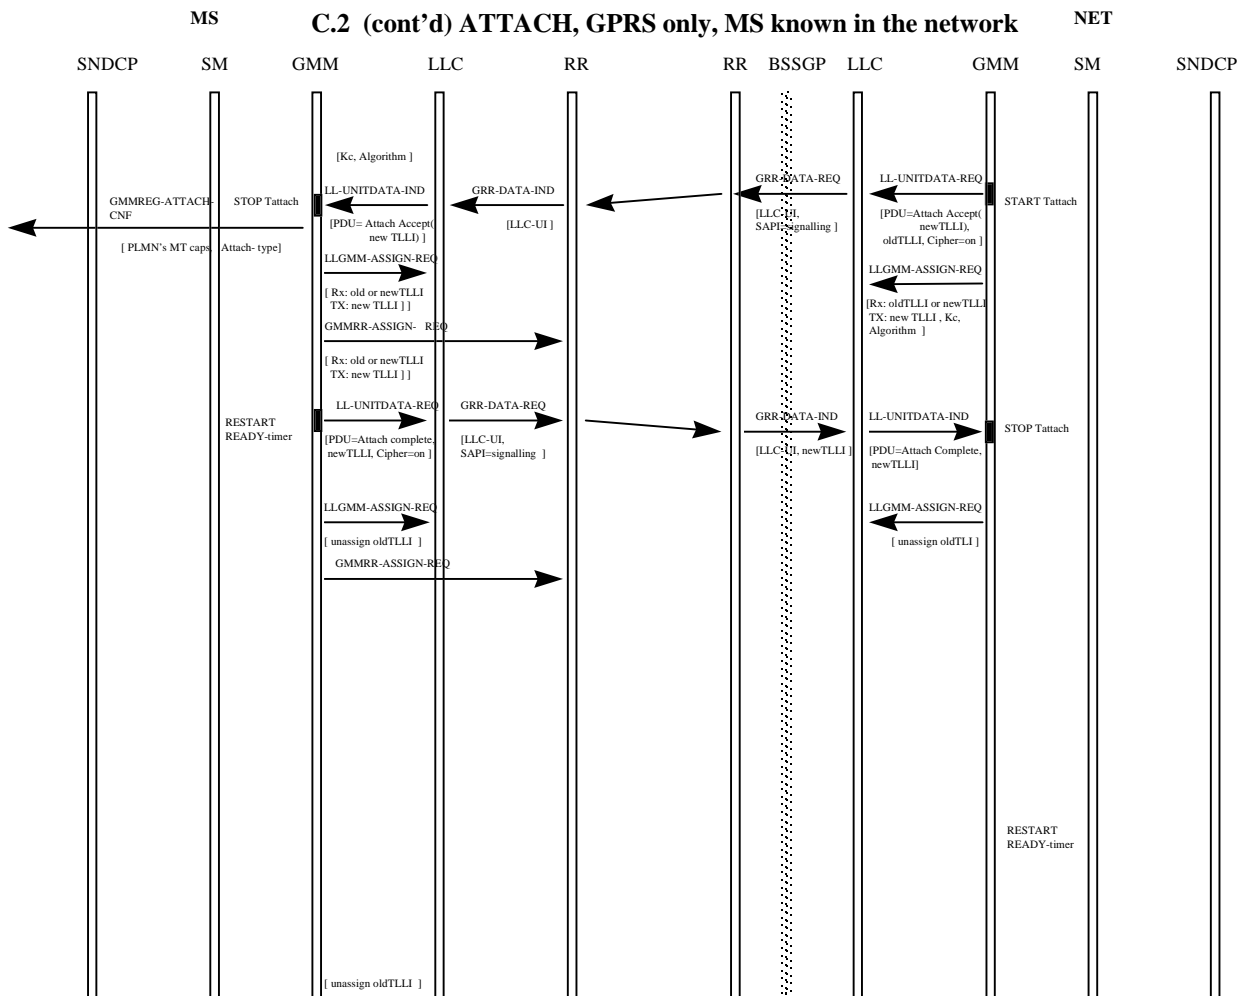 MS
C.2 (cont'd) ATTACH, GPRS only, MS known in the network
NET
SNDCP SM GMM LLC RR RR BSSGP LLC GMM SM SNDCP
[Kc, Algorithm ]
LL-UNITDATA-IND
GRR-DATA-IND
GRR-DATA-REQ
LL-UNITDATA-REQ
GMMREG-ATTACH-
CNF
STOP Tattach
START Tattach
[PDU= Attach Accept(
new TLLI) ]
[LLC-UI ]
[LLC-UI,
SAPI=signalling ]
[PDU=Attach Accept(
newTLLI),
oldTLLI, Cipher=on ]
[ PLMN's MT caps, Attach- type]
LLGMM-ASSIGN-REQ
LLGMM-ASSIGN-REQ
[ Rx: old or newTLLI
TX: new TLLI ] ]
[Rx: oldTLLI or newTLLI
TX: new TLLI , Kc,
Algorithm ]
GMMRR-ASSIGN- REQ
[ Rx: old or newTLLI
TX: new TLLI ] ]
LL-UNITDATA-REQ
GRR-DATA-REQ
GRR-DATA-IND
LL-UNITDATA-IND
RESTART
READY-timer
STOP Tattach
[PDU=Attach complete,
newTLLI, Cipher=on ]
[LLC-UI,
SAPI=signalling ]
[LLC-UI, newTLLI ]
[PDU=Attach Complete,
newTLLI]
LLGMM-ASSIGN-REQ
LLGMM-ASSIGN-REQ
[ unassign oldTLLI ]
[ unassign oldTLI ]
GMMRR-ASSIGN-REQ
RESTART
READY-timer
[ unassign oldTLLI ]